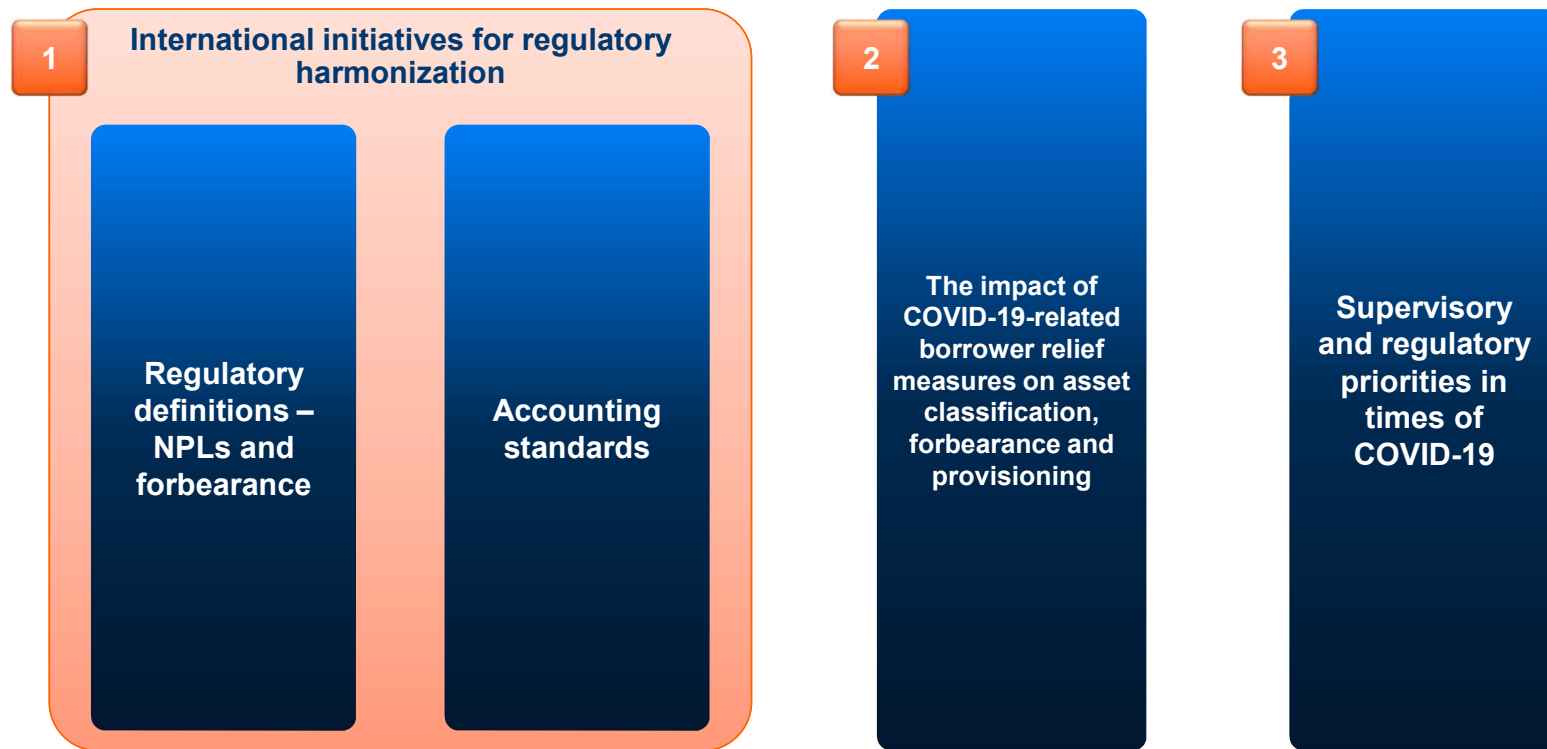 1
International initiatives for regulatory
harmonization
Regulatory
definitions –
NPLs and
forbearance
Accounting
standards
2
The impact of
COVID-19-related
borrower relief
measures on asset
classification,
forbearance and
provisioning
3
Supervisory
and regulatory
priorities in
times of
COVID-19